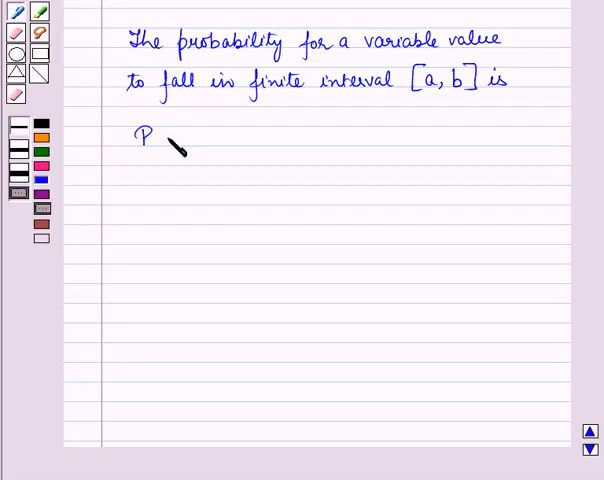 The probability for a variable value
to fall in finite interval [a, b] is
P